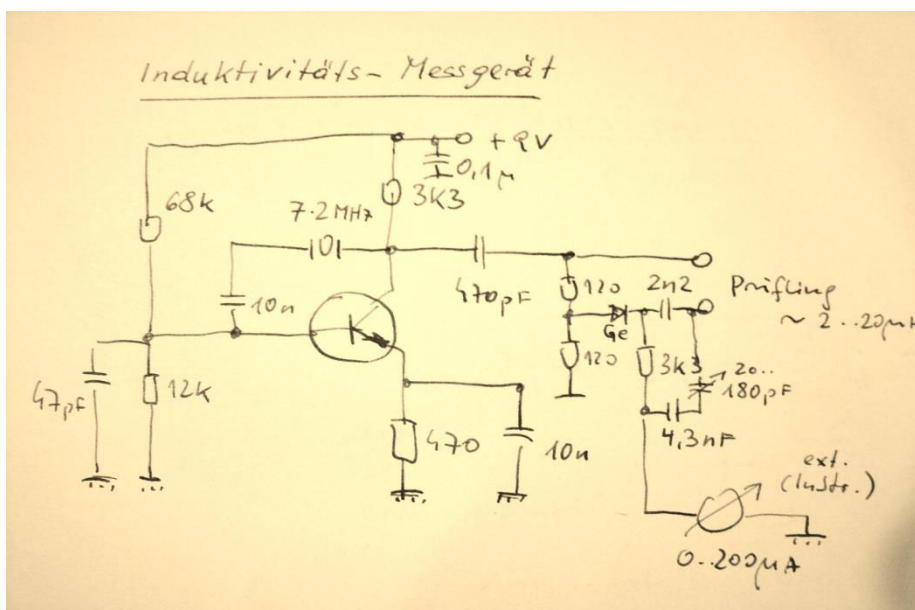 Induktivitäts-Messgerät
+9V
0,1µ
68k
3K3
7.2MHz
10n
470pF
120
2n2
Prüfling
~ 2..20µH
Ge
120
3k3
20..
180pF
47pF
12k
4,3nF
470
10n
ext.
(Instr.)
0..200µA